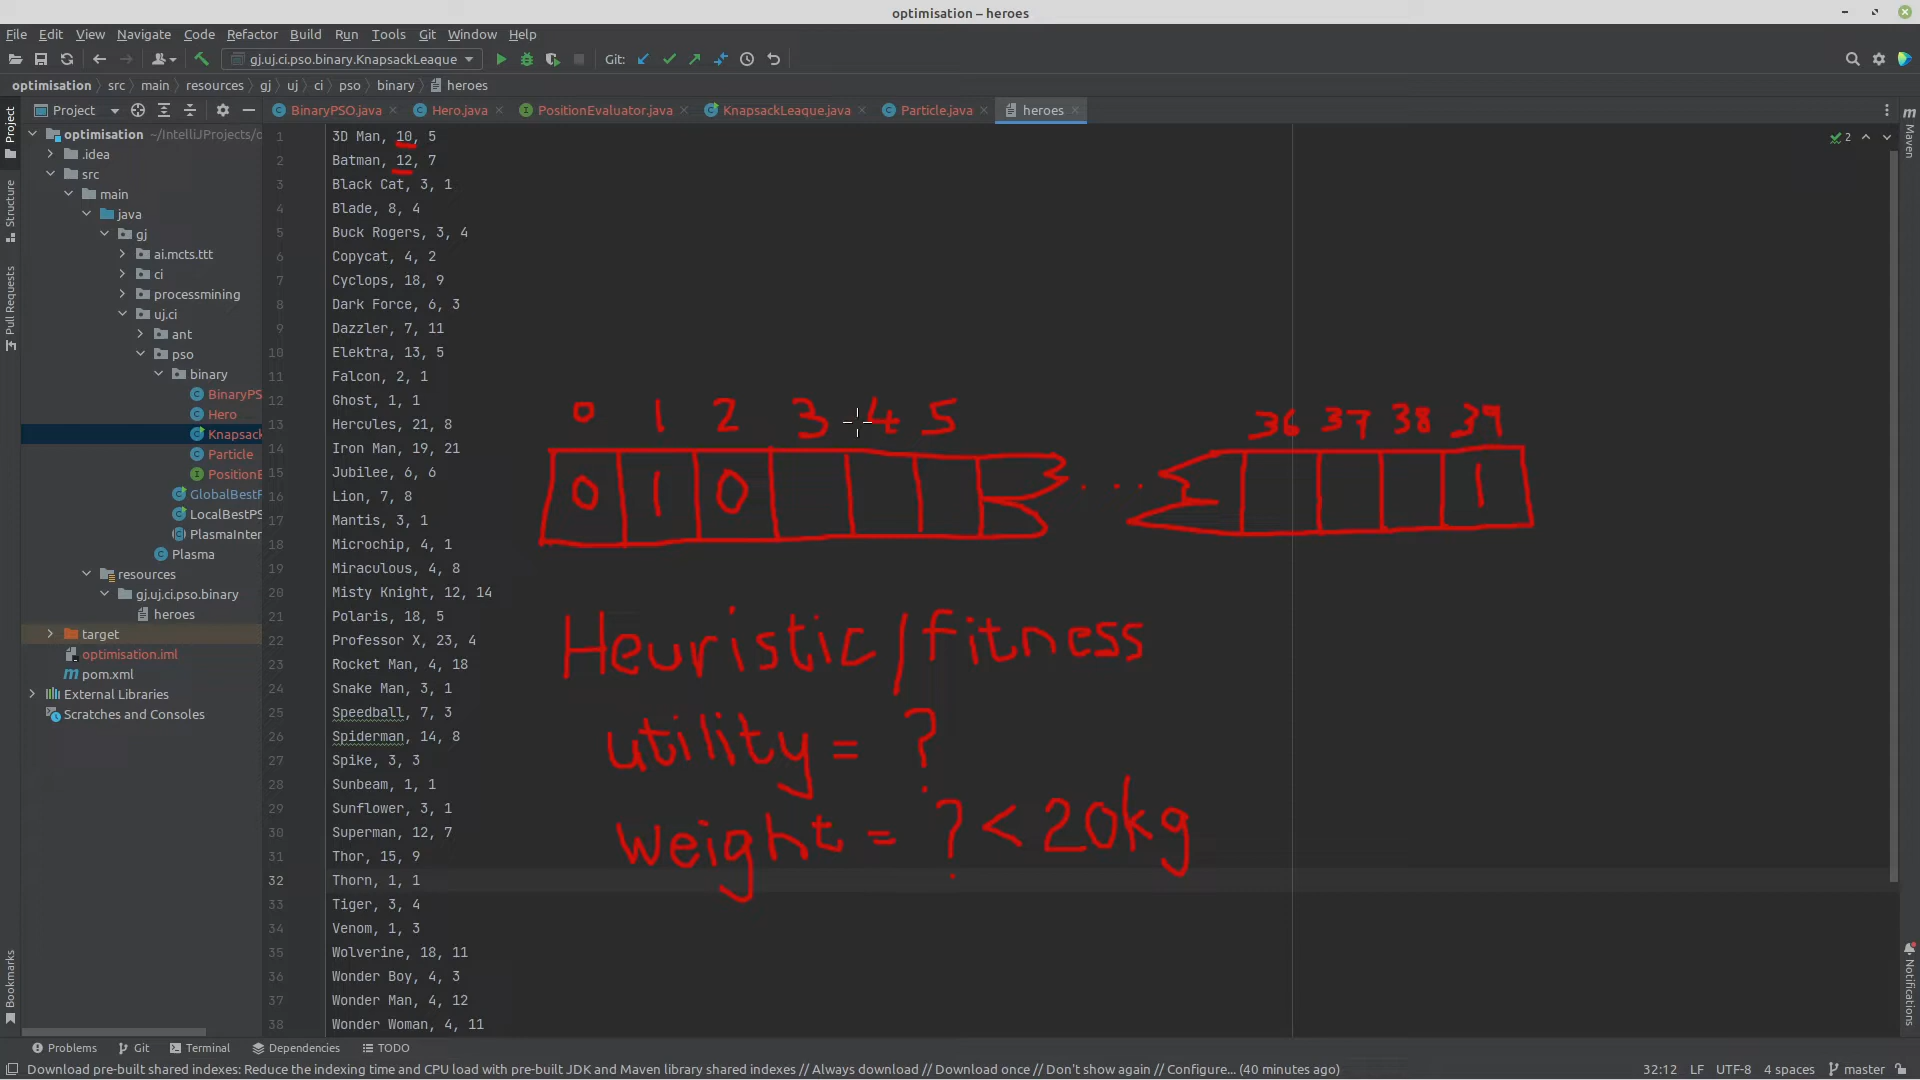 optimisation – heroes
File Edit View Navigate Code Refactor Build Run Tools Git Window Help
gj.uj.ci.pso.binary.KnapsackLeaque Git:
optimisation src main resources gj uj ci pso binary heroes
Project BinaryPSO.java Hero.java PositionEvaluator.java KnapsackLeaque.java Particle.java heroes
Project
Structure
Pull Requests
Bookmarks
Maven
Notifications
2
optimisation ~/IntelliJProjects/o
.idea
src
main
java
gj
ai.mcts.ttt
ci
processmining
uj.ci
ant
pso
binary
BinaryPS
Hero
Knapsack
Particle
PositionE
GlobalBestP
LocalBestPS
PlasmaInter
Plasma
resources
gj.uj.ci.pso.binary
heroes
target
optimisation.iml
pom.xml
External Libraries
Scratches and Consoles
1 3D Man, 10, 5
2 Batman, 12, 7
3 Black Cat, 3, 1
4 Blade, 8, 4
5 Buck Rogers, 3, 4
6 Copycat, 4, 2
7 Cyclops, 18, 9
8 Dark Force, 6, 3
9 Dazzler, 7, 11
10 Elektra, 13, 5
11 Falcon, 2, 1
12 Ghost, 1, 1
13 Hercules, 21, 8
14 Iron Man, 19, 21
15 Jubilee, 6, 6
16 Lion, 7, 8
17 Mantis, 3, 1
18 Microchip, 4, 1
19 Miraculous, 4, 8
20 Misty Knight, 12, 14
21 Polaris, 18, 5
22 Professor X, 23, 4
23 Rocket Man, 4, 18
24 Snake Man, 3, 1
25 Speedball, 7, 3
26 Spiderman, 14, 8
27 Spike, 3, 3
28 Sunbeam, 1, 1
29 Sunflower, 3, 1
30 Superman, 12, 7
31 Thor, 15, 9
32 Thorn, 1, 1
33 Tiger, 3, 4
34 Venom, 1, 3
35 Wolverine, 18, 11
36 Wonder Boy, 4, 3
37 Wonder Man, 4, 12
38 Wonder Woman, 4, 11
0 1 2 3 4 5 36 37 38 39
0 1 0 ... 1
Heuristic/fitness
utility = ?
weight = ? < 20kg
Problems Git Terminal Dependencies TODO
Download pre-built shared indexes: Reduce the indexing time and CPU load with pre-built JDK and Maven library shared indexes // Always download // Download once // Don't show again // Configure... (40 minutes ago) 32:12 LF UTF-8 4 spaces master